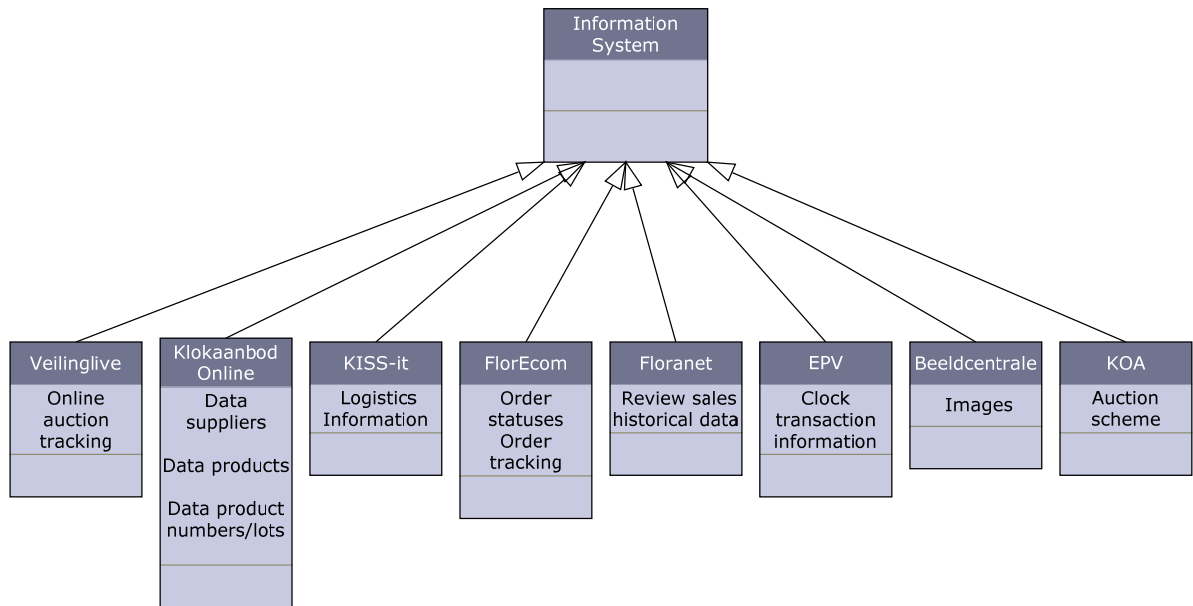 Information
System
Veilinglive
Online
auction
tracking
Klokaanbod
Online
Data
suppliers
Data products
Data product
numbers/lots
KISS-it
Logistics
Information
FlorEcom
Order
statuses
Order
tracking
Floranet
Review sales
historical data
EPV
Clock
transaction
information
Beeldcentrale
Images
KOA
Auction
scheme